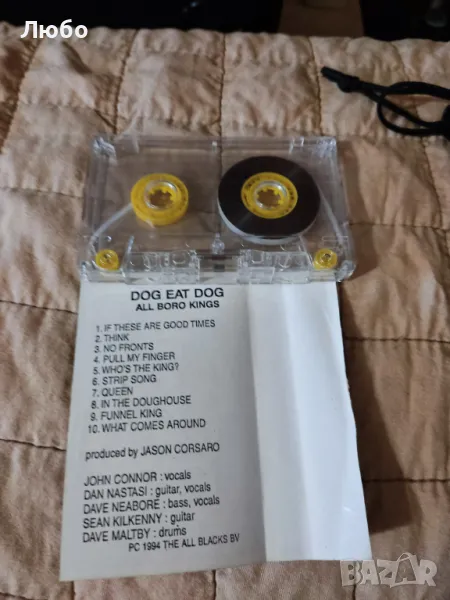 Любо
DOG EAT DOG
ALL BORO KINGS
1. IF THESE ARE GOOD TIMES
2. THINK
3. NO FRONTS
4. PULL MY FINGER
5. WHO'S THE KING?
6. STRIP SONG
7. QUEEN
8. IN THE DOUGHOUSE
9. FUNNEL KING
10. WHAT COMES AROUND
produced by JASON CORSARO
JOHN CONNOR : vocals
DAN NASTASI : guitar, vocals
DAVE NEABORE : bass, vocals
SEAN KILKENNY : guitar
DAVE MALTBY : drums
PC 1994 THE ALL BLACKS BV
BAZAR